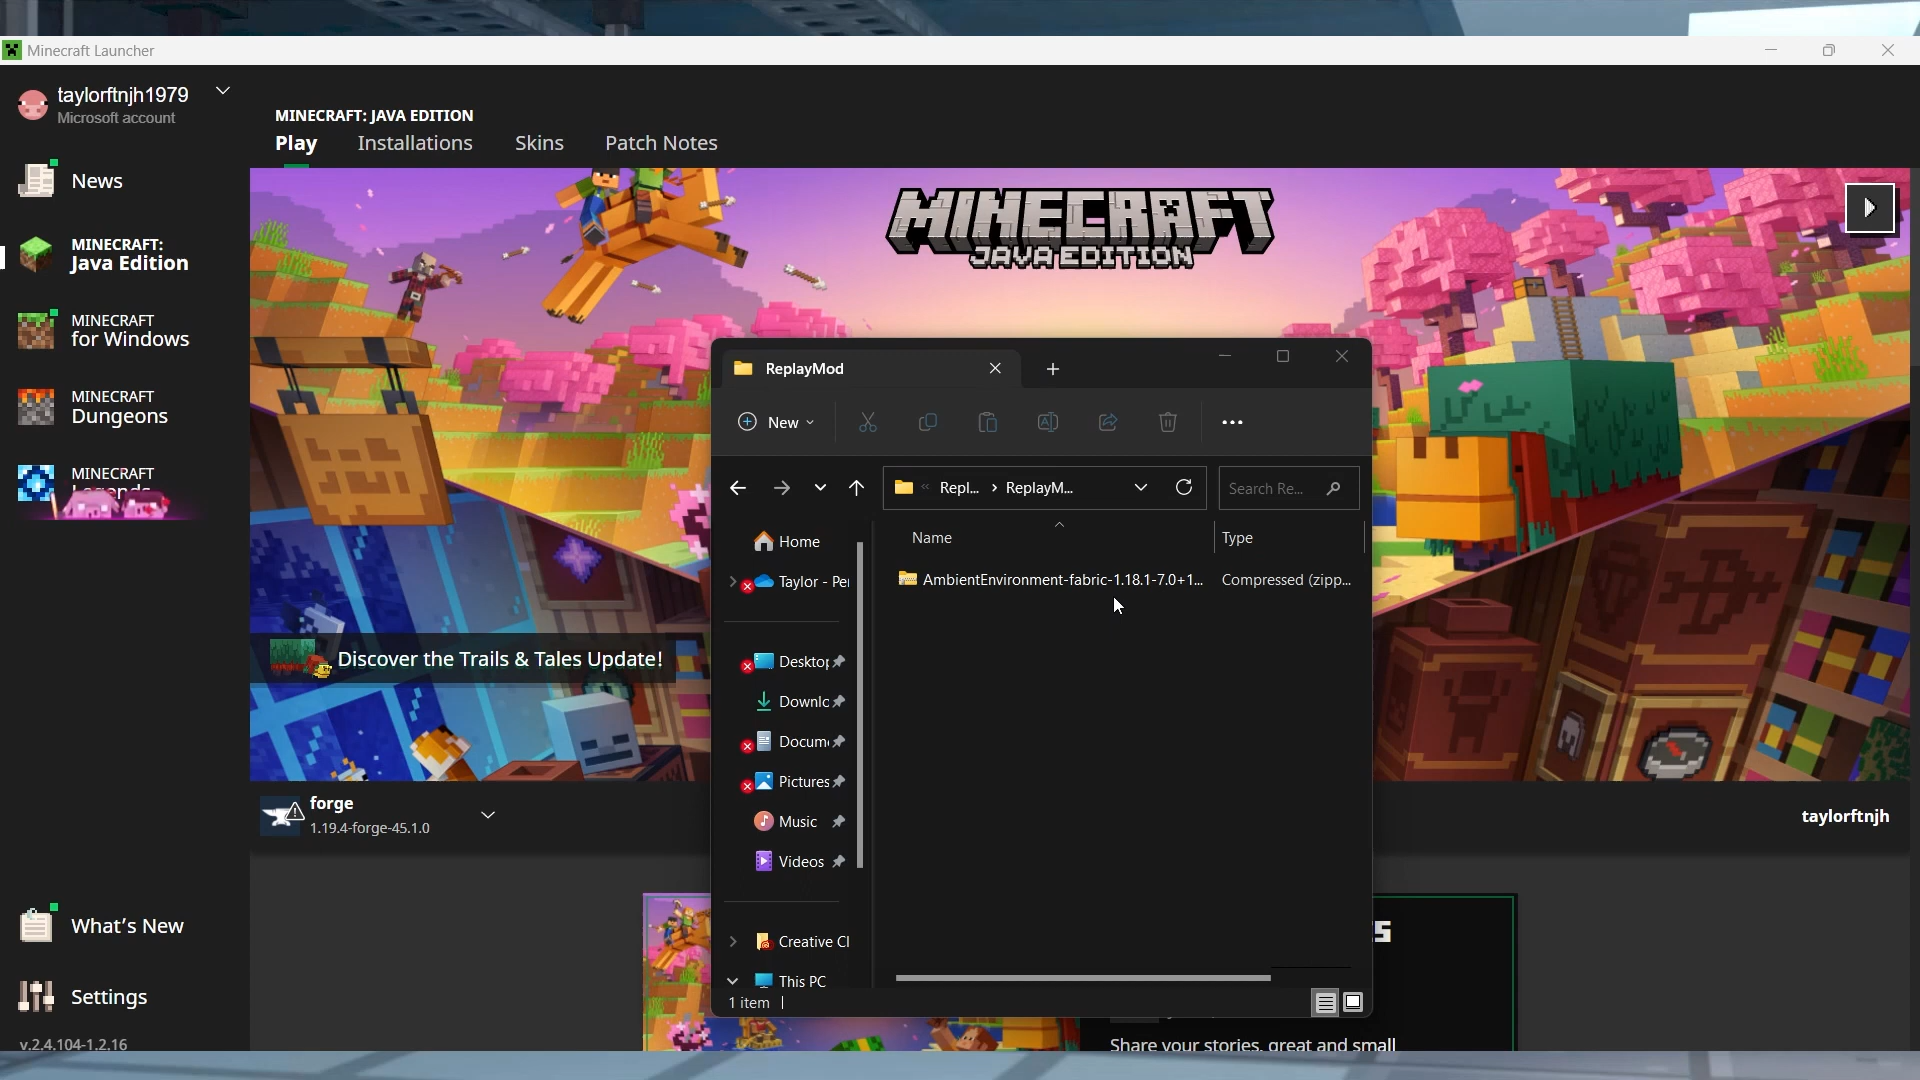 Minecraft Launcher
taylorftnjh1979
Microsoft account
News
MINECRAFT:
Java Edition
MINECRAFT
for Windows
MINECRAFT
Dungeons
MINECRAFT
Legends
What's New
Settings
v.2.4.104-1.2.16
MINECRAFT: JAVA EDITION
Play Installations Skins Patch Notes
MINECRAFT
JAVA EDITION
Discover the Trails & Tales Update!
forge
1.19.4-forge-45.1.0
taylorftnjh
ReplayMod
New
Repl... ReplayM...
Search Re...
Home
Taylor - Per
Desktop
Downlo
Docum
Pictures
Music
Videos
Creative Cl
This PC
Name Type
AmbientEnvironment-fabric-1.18.1-7.0+1... Compressed (zipp...
1 item
Share your stories, great and small